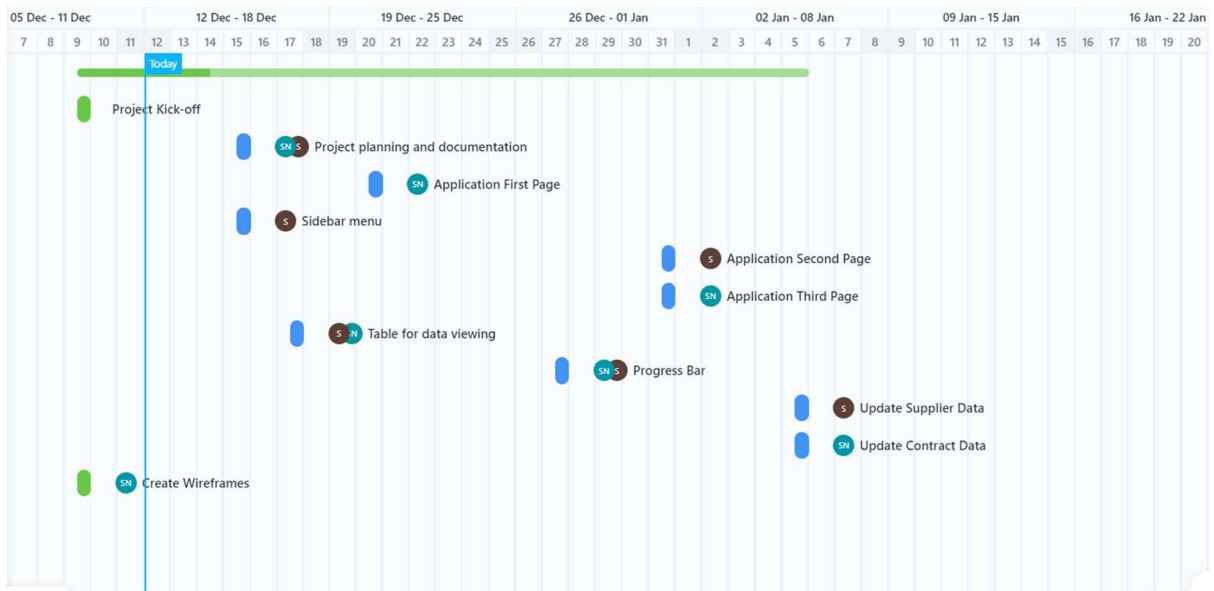 05 Dec - 11 Dec 12 Dec - 18 Dec 19 Dec - 25 Dec 26 Dec - 01 Jan 02 Jan - 08 Jan 09 Jan - 15 Jan 16 Jan - 22 Jan
7 8 9 10 11 12 13 14 15 16 17 18 19 20 21 22 23 24 25 26 27 28 29 30 31 1 2 3 4 5 6 7 8 9 10 11 12 13 14 15 16 17 18 19 20
Today
Project Kick-off
SN S Project planning and documentation
SN Application First Page
S Sidebar menu
S Application Second Page
SN Application Third Page
S SN Table for data viewing
SN S Progress Bar
S Update Supplier Data
SN Update Contract Data
SN Create Wireframes